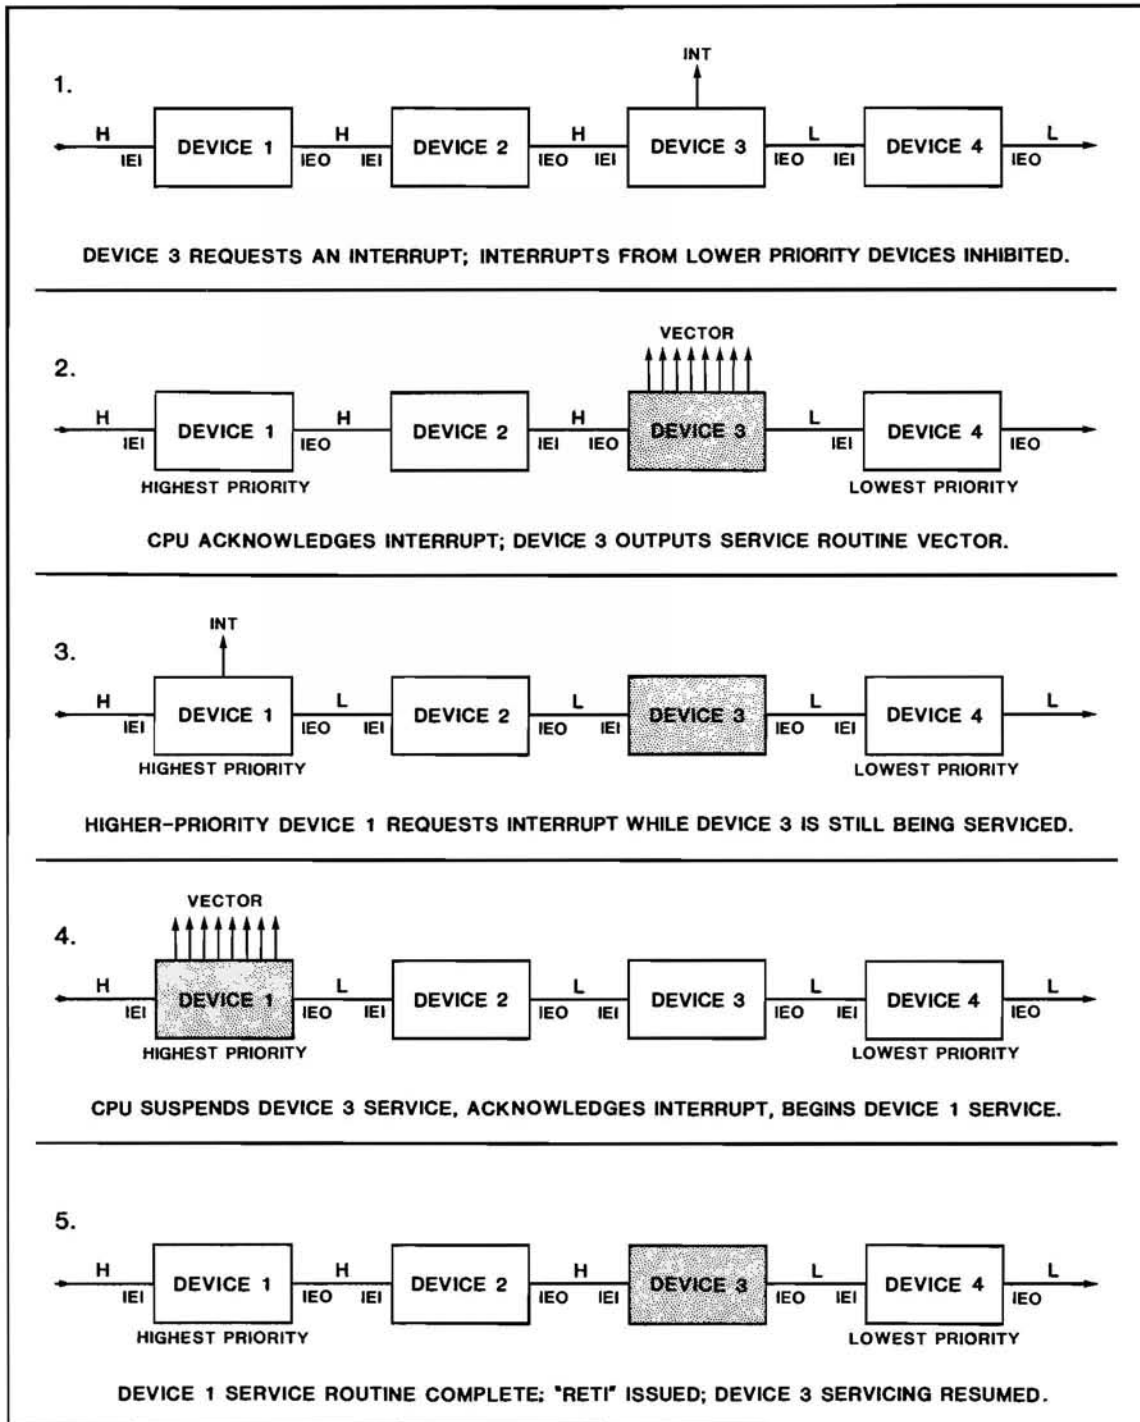 INT
1.
H H H L L
IEI DEVICE 1 IEO IEI DEVICE 2 IEO IEI DEVICE 3 IEO IEI DEVICE 4 IEO
DEVICE 3 REQUESTS AN INTERRUPT; INTERRUPTS FROM LOWER PRIORITY DEVICES INHIBITED.
VECTOR
2.
H H H L
IEI DEVICE 1 IEO DEVICE 2 IEI IEO DEVICE 3 IEI DEVICE 4 IEO
HIGHEST PRIORITY LOWEST PRIORITY
CPU ACKNOWLEDGES INTERRUPT; DEVICE 3 OUTPUTS SERVICE ROUTINE VECTOR.
INT
3.
H L L L L
IEI DEVICE 1 IEO IEI DEVICE 2 IEO IEI DEVICE 3 IEO IEI DEVICE 4
HIGHEST PRIORITY LOWEST PRIORITY
HIGHER-PRIORITY DEVICE 1 REQUESTS INTERRUPT WHILE DEVICE 3 IS STILL BEING SERVICED.
VECTOR
4.
H L L L L
IEI DEVICE 1 IEO IEI DEVICE 2 IEO IEI DEVICE 3 IEO IEI DEVICE 4 IEO
HIGHEST PRIORITY LOWEST PRIORITY
CPU SUSPENDS DEVICE 3 SERVICE, ACKNOWLEDGES INTERRUPT, BEGINS DEVICE 1 SERVICE.
5.
H H H L L
IEI DEVICE 1 IEO IEI DEVICE 2 IEO IEI DEVICE 3 IEO IEI DEVICE 4 IEO
HIGHEST PRIORITY LOWEST PRIORITY
DEVICE 1 SERVICE ROUTINE COMPLETE; "RETI" ISSUED; DEVICE 3 SERVICING RESUMED.